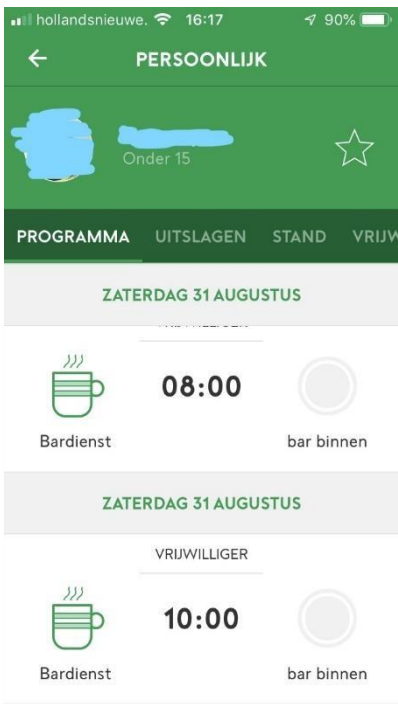 hollandsnieuwe. 16:17 90%
PERSOONLIJK
Onder 15
PROGRAMMA UITSLAGEN STAND VRIJW
ZATERDAG 31 AUGUSTUS
08:00
Bardienst bar binnen
ZATERDAG 31 AUGUSTUS
VRIJWILLIGER
10:00
Bardienst bar binnen